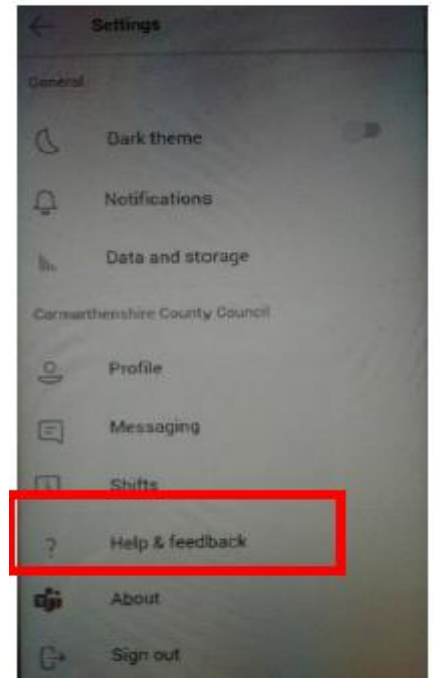 Settings
General
Dark theme
Notifications
Data and storage
Carmarthenshire County Council
Profile
Messaging
Shifts
? Help & feedback
About
Sign out